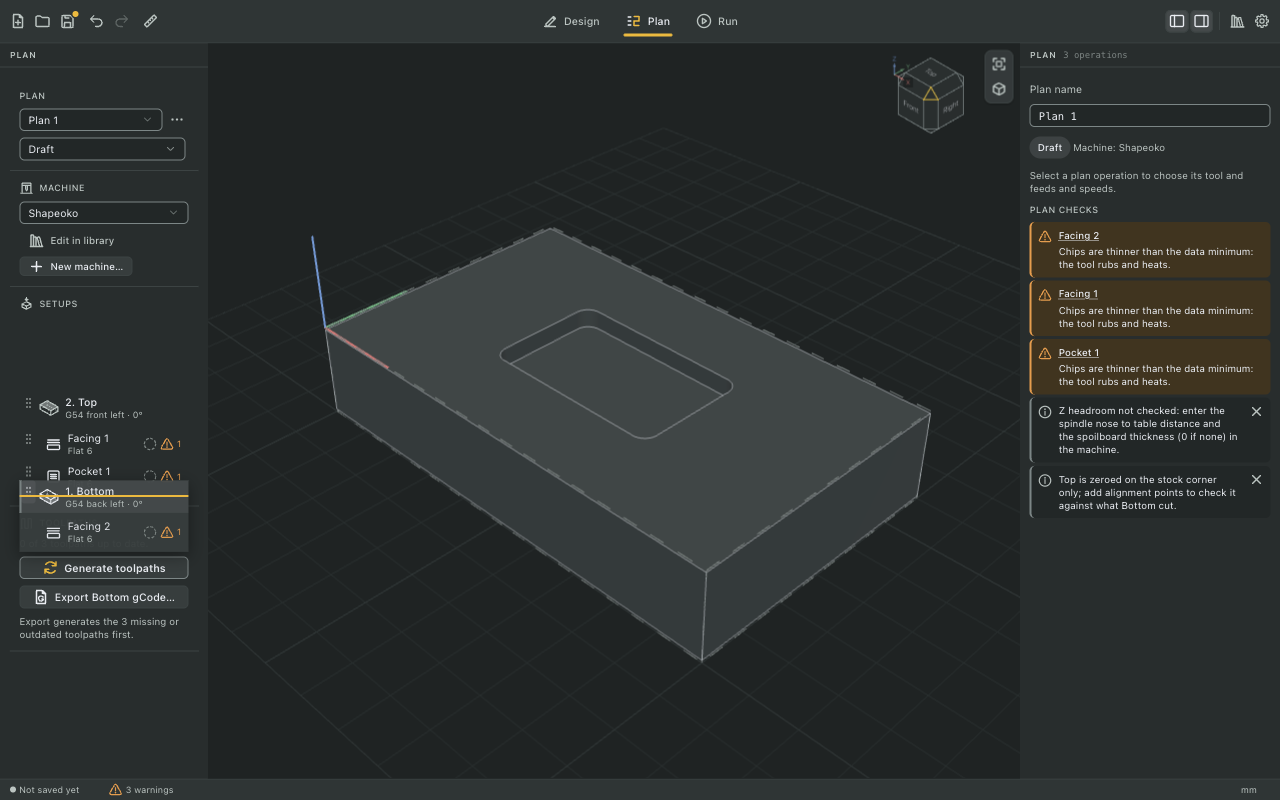 Design
Plan
Run
PLAN
PLAN
Plan 1
Draft
MACHINE
Shapeoko
Edit in library
New machine...
SETUPS
2. Top
G54 front left · 0°
Facing 1
Flat 6
1
Pocket 1
1
1. Bottom
G54 back left · 0°
Facing 2
Flat 6
1
Generate toolpaths
Export Bottom gCode...
Export generates the 3 missing or
outdated toolpaths first.
Top
Front
Right
PLAN 3 operations
Plan name
Plan 1
Draft Machine: Shapeoko
Select a plan operation to choose its tool and
feeds and speeds.
PLAN CHECKS
Facing 2
Chips are thinner than the data minimum:
the tool rubs and heats.
Facing 1
Chips are thinner than the data minimum:
the tool rubs and heats.
Pocket 1
Chips are thinner than the data minimum:
the tool rubs and heats.
Z headroom not checked: enter the
spindle nose to table distance and
the spoilboard thickness (0 if none) in
the machine.
Top is zeroed on the stock corner
only; add alignment points to check it
against what Bottom cut.
Not saved yet
3 warnings
mm